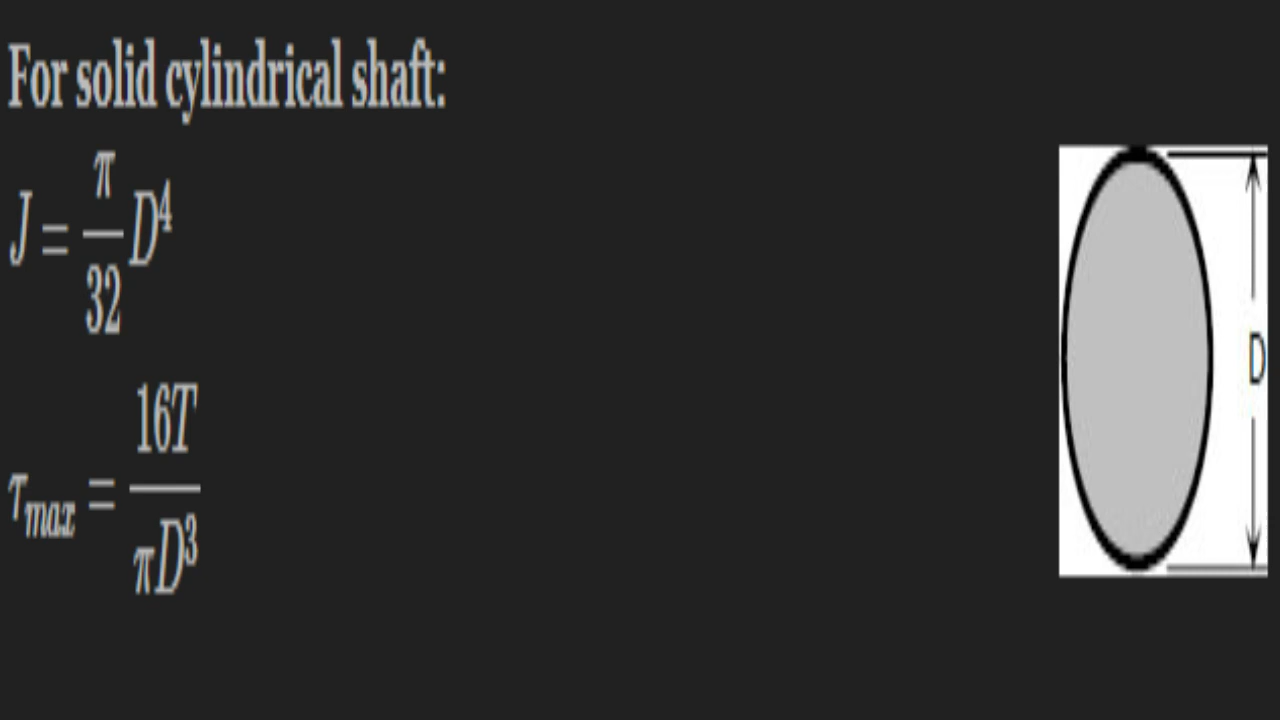 For solid cylindrical shaft:
J = π/32 D⁴
τmax = 16T/πD³
D